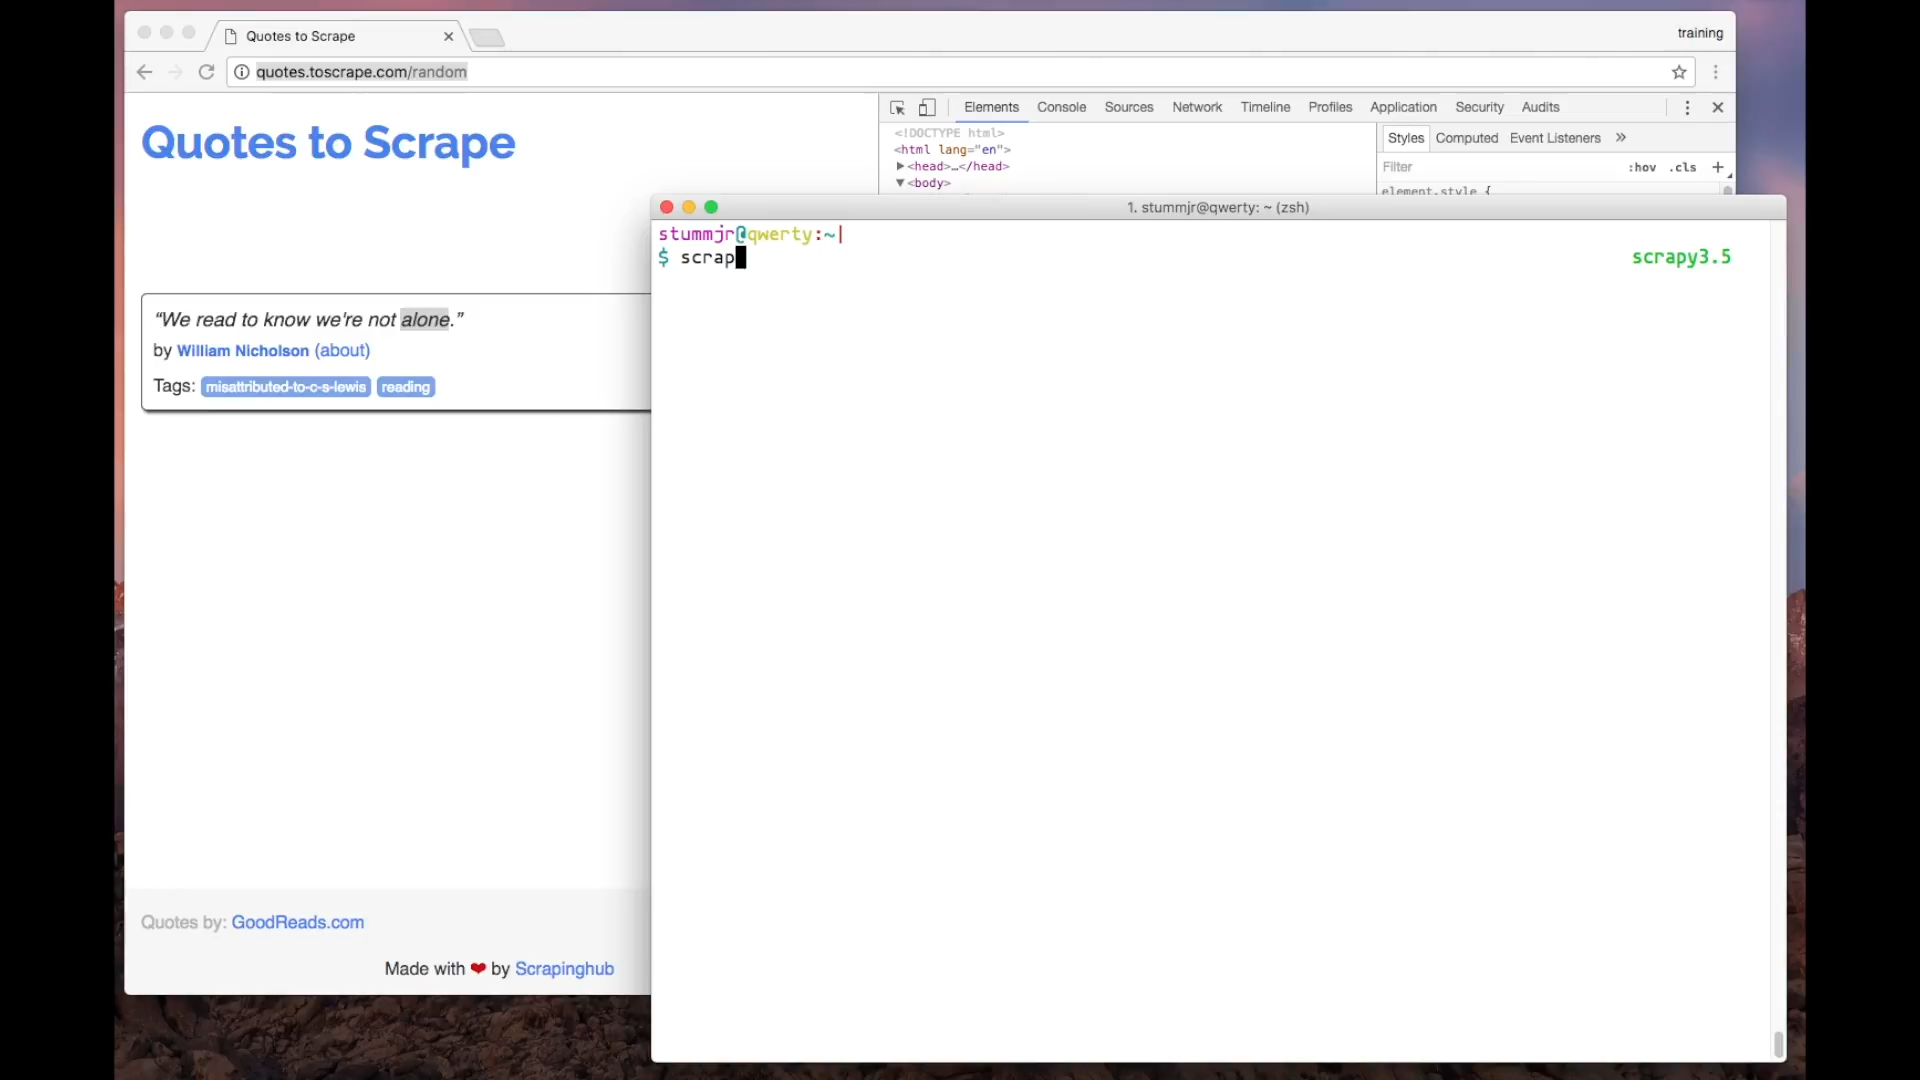 Quotes to Scrape
training
quotes.toscrape.com/random
Elements Console Sources Network Timeline Profiles Application Security Audits
<!DOCTYPE html>
<html lang="en">
<head>…</head>
<body>
Styles Computed Event Listeners »
Filter :hov .cls +
element.style {
Quotes to Scrape
“We read to know we're not alone.”
by William Nicholson (about)
Tags: misattributed-to-c-s-lewis reading
Quotes by: GoodReads.com
Made with ❤ by Scrapinghub
1. stummjr@qwerty: ~ (zsh)
stummjr@qwerty:~|
$ scrap
scrapy3.5